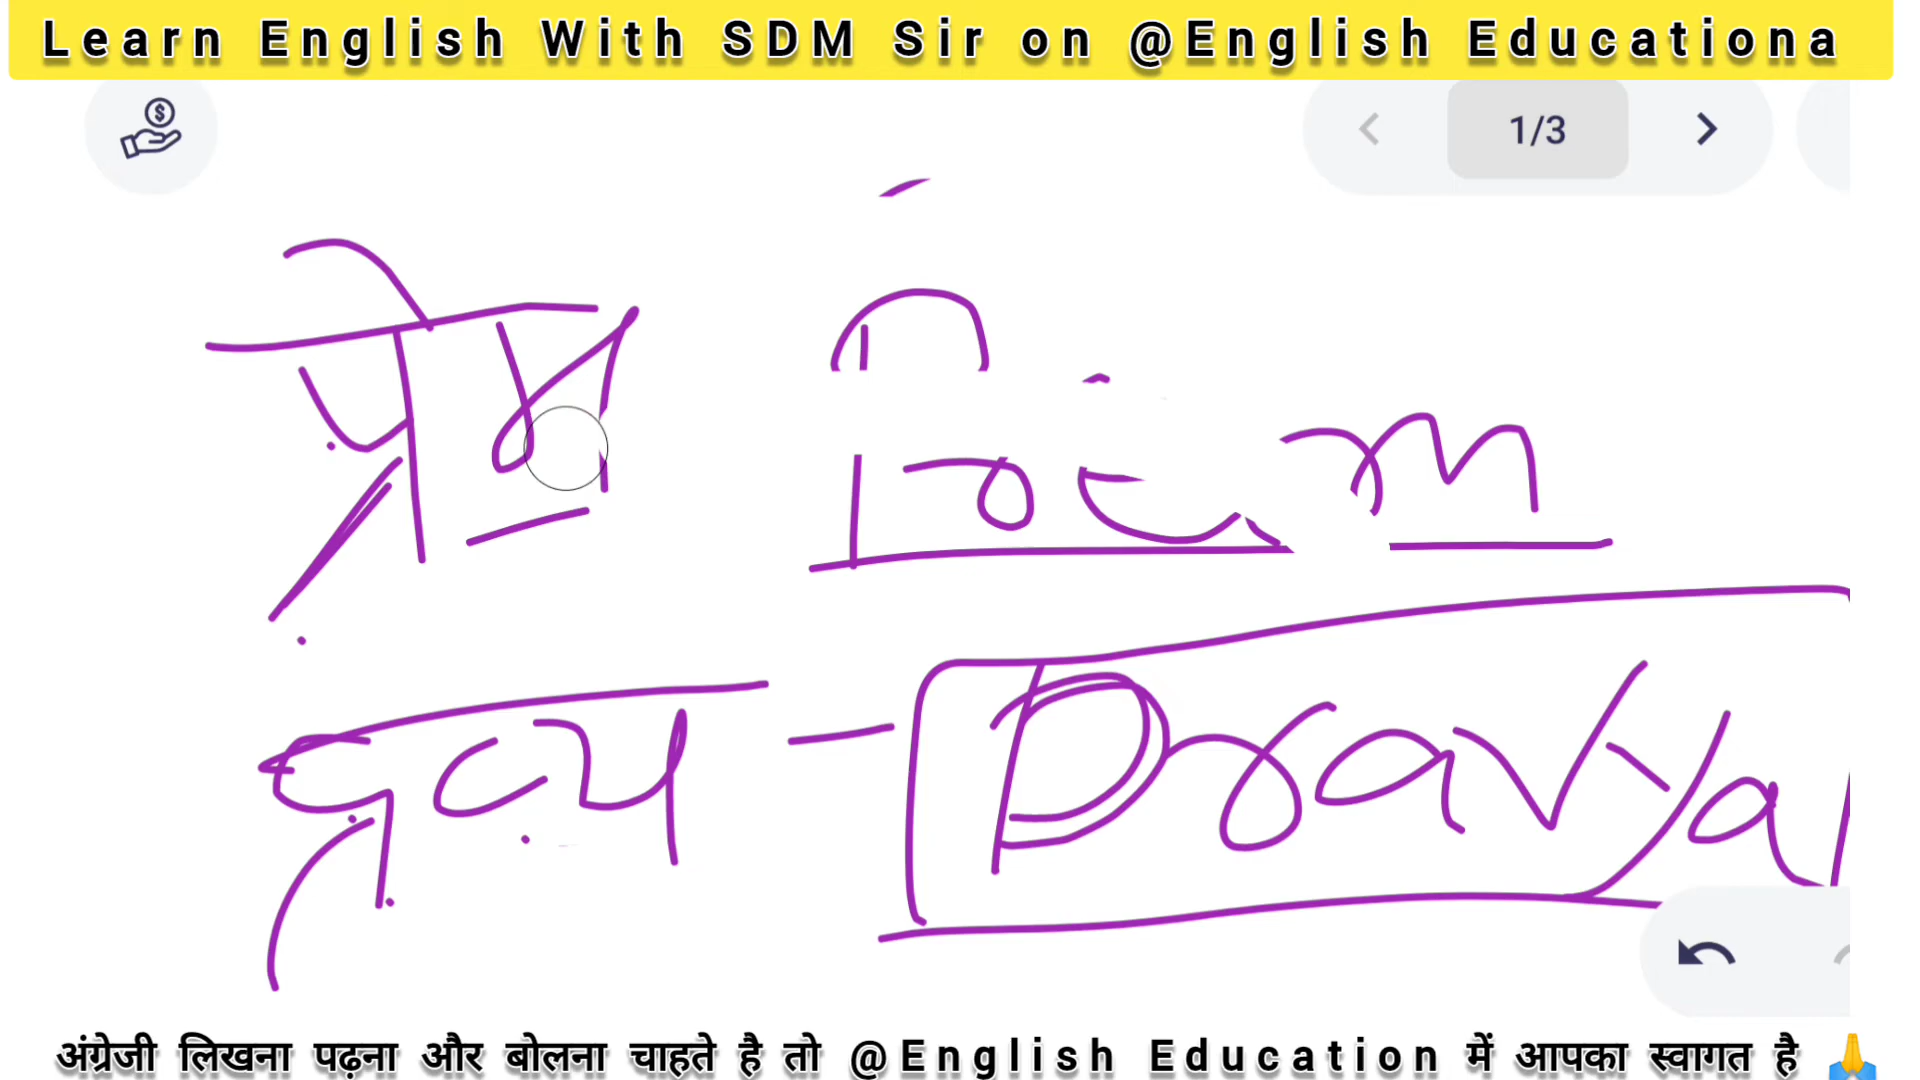 Learn English With SDM Sir on @English Educationa
1/3
प्रेम Prem
द्रव्य - Dravya
अंग्रेजी लिखना पढ़ना और बोलना चाहते है तो @English Education में आपका स्वागत है 🙏